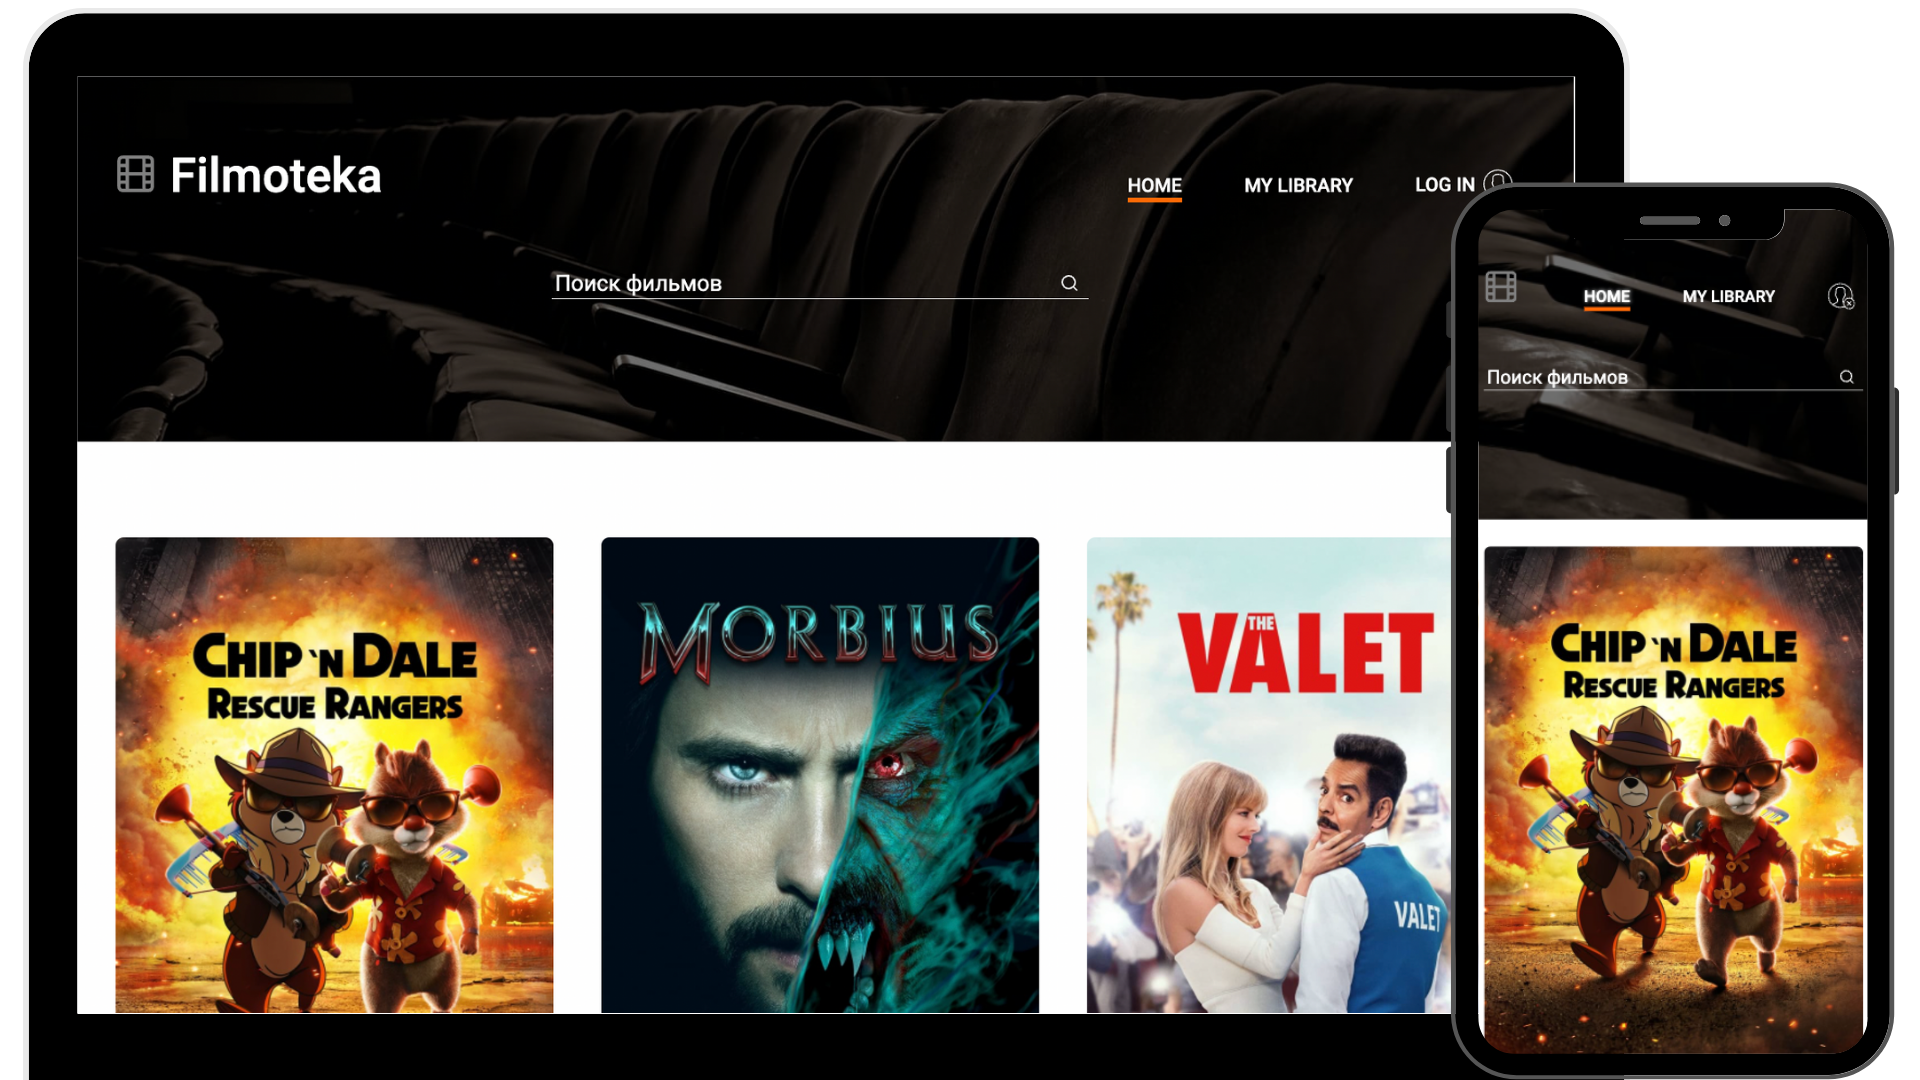 Filmoteka
HOME
MY LIBRARY
LOG IN
Поиск фильмов
CHIP 'N DALE
RESCUE RANGERS
MORBIUS
THE
VALET
VALET
HOME
MY LIBRARY
Поиск фильмов
CHIP 'N DALE
RESCUE RANGERS